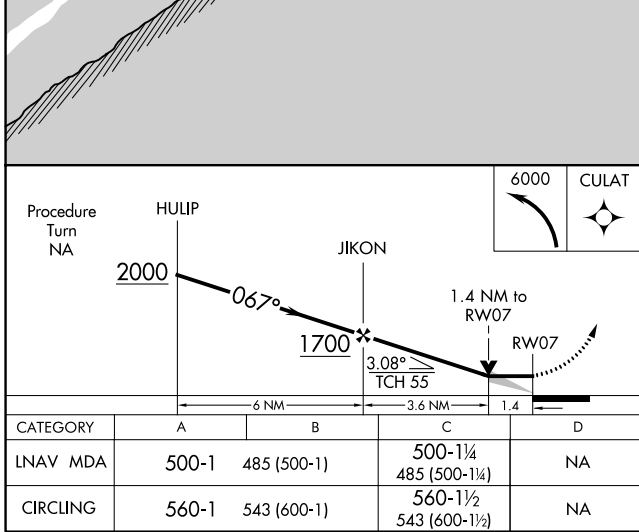 6000 CULAT
Procedure
Turn
NA
HULIP
JIKON
2000
067°
1.4 NM to
RW07
RW07
1700
3.08°
TCH 55
6 NM 3.6 NM 1.4
CATEGORY A B C D
LNAV MDA 500-1 485 (500-1) 500-1¼ 485 (500-1¼) NA
CIRCLING 560-1 543 (600-1) 560-1½ 543 (600-1½) NA